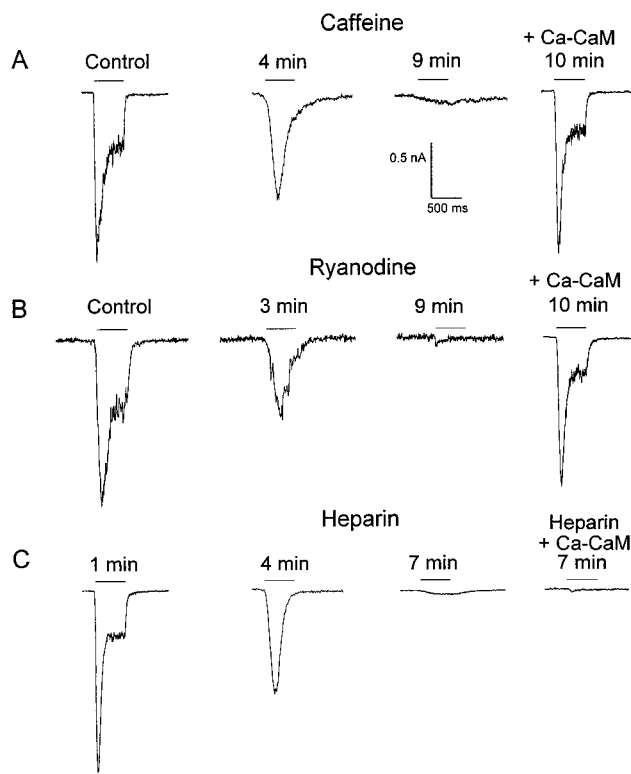 Caffeine
A
Control
4 min
9 min
+ Ca-CaM
10 min
0.5 nA
500 ms
Ryanodine
B
Control
3 min
9 min
+ Ca-CaM
10 min
Heparin
C
1 min
4 min
7 min
Heparin
+ Ca-CaM
7 min